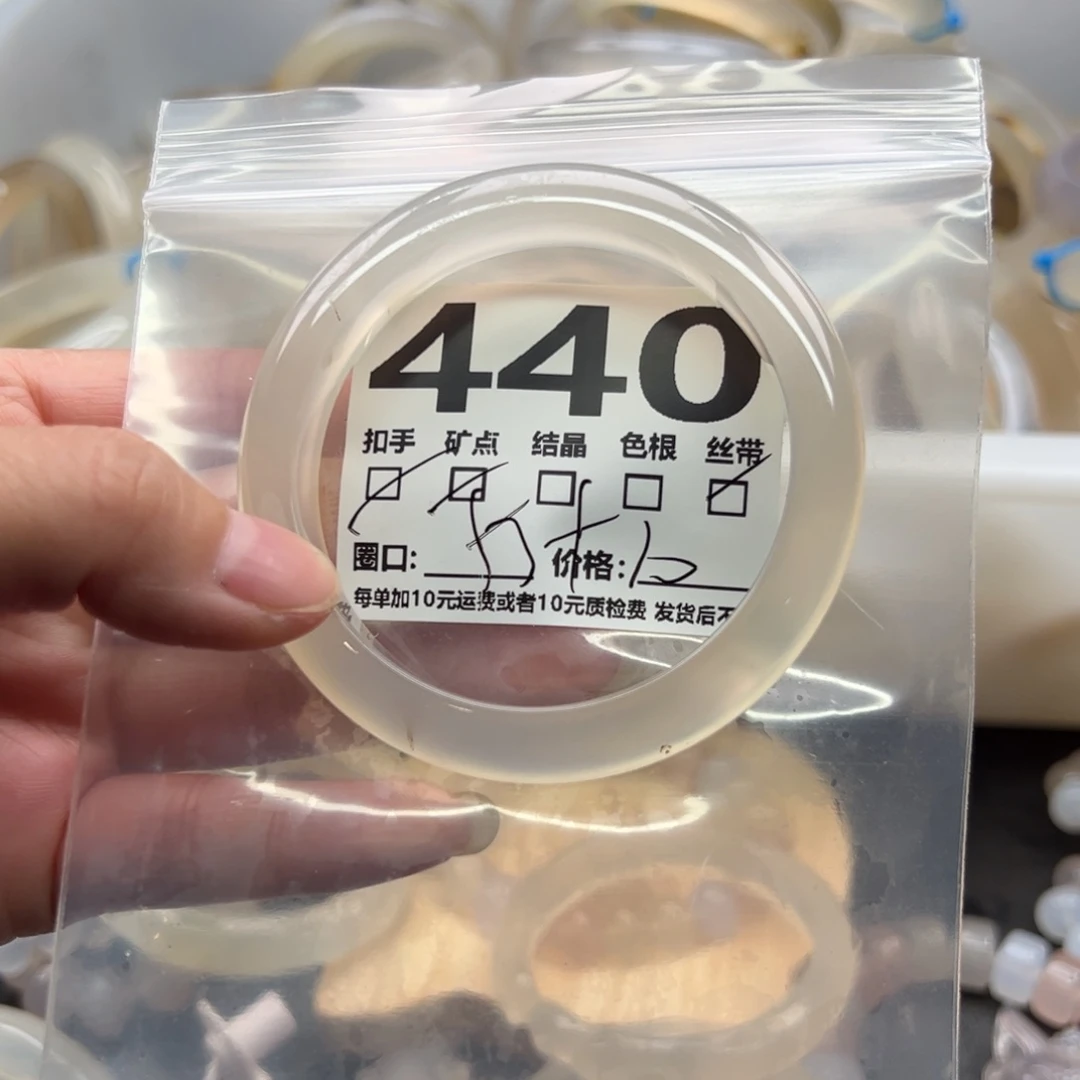 440
扣手 矿点 结晶 色根 丝带
圈口: 价格:
每单加10元运费或者10元质检费 发货后不